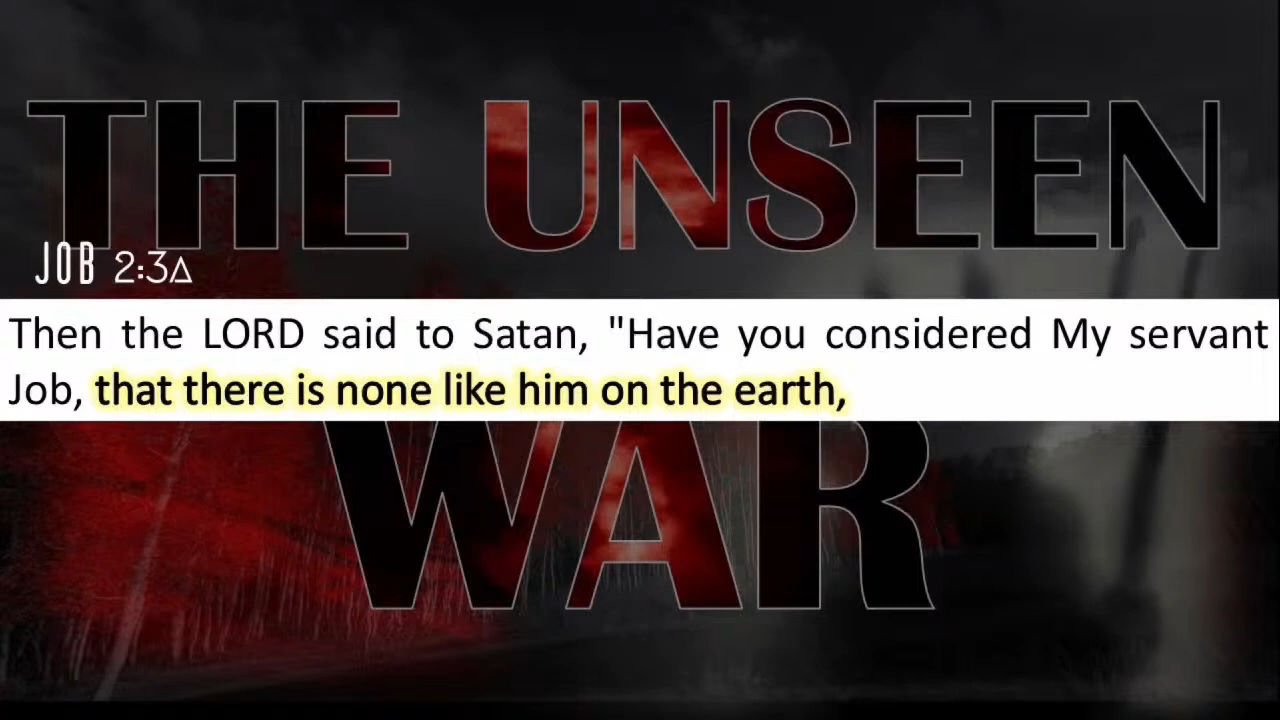 THE UNSEEN
JOB 2:3A
Then the LORD said to Satan, "Have you considered My servant
Job, that there is none like him on the earth,
WAR